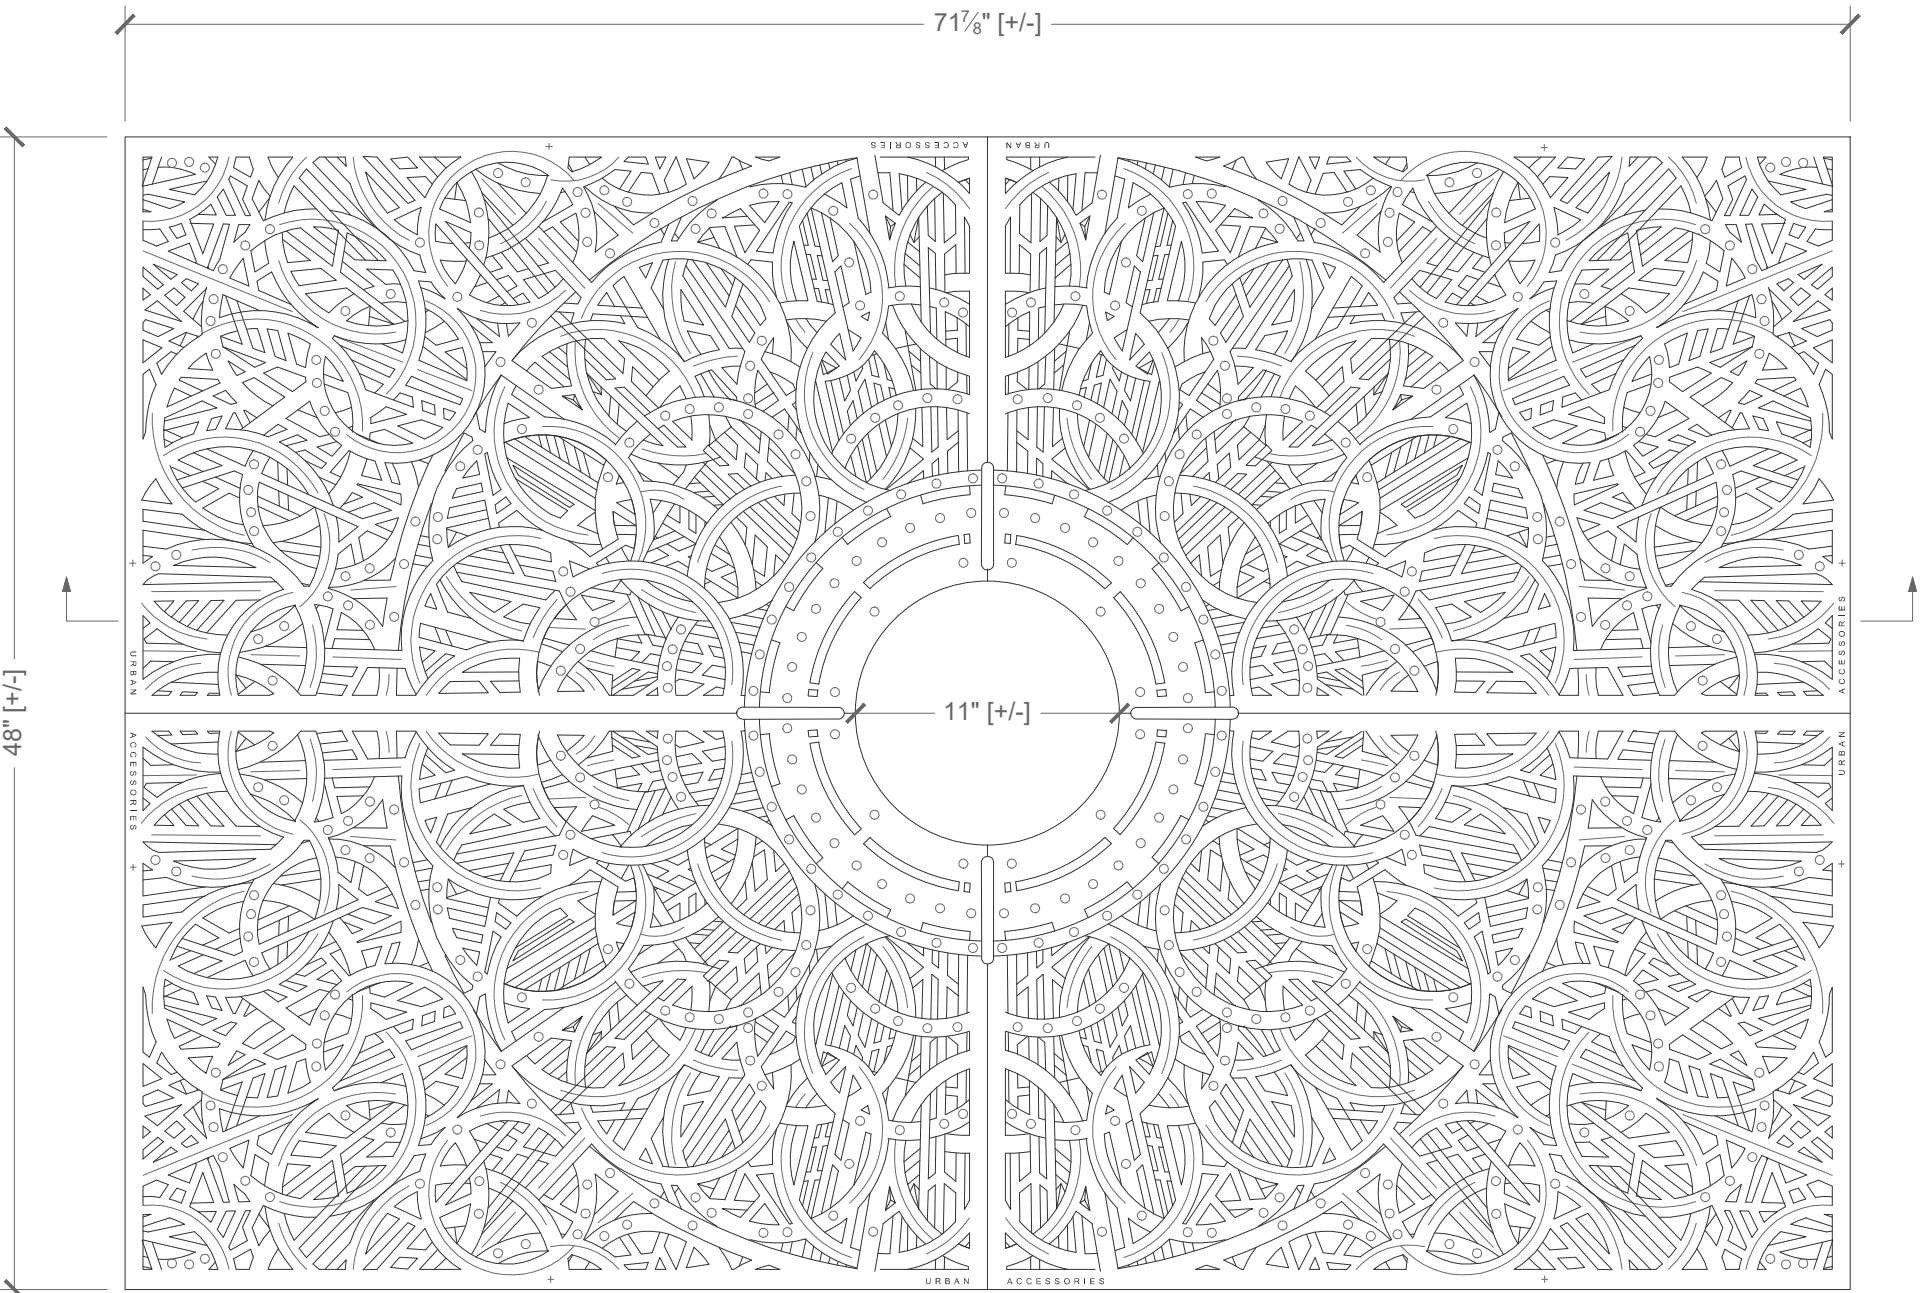 71⅞" [+/-]
ACCESSORIES
URBAN
URBAN
ACCESSORIES
48" [+/-]
11" [+/-]
ACCESSORIES
URBAN
URBAN
ACCESSORIES